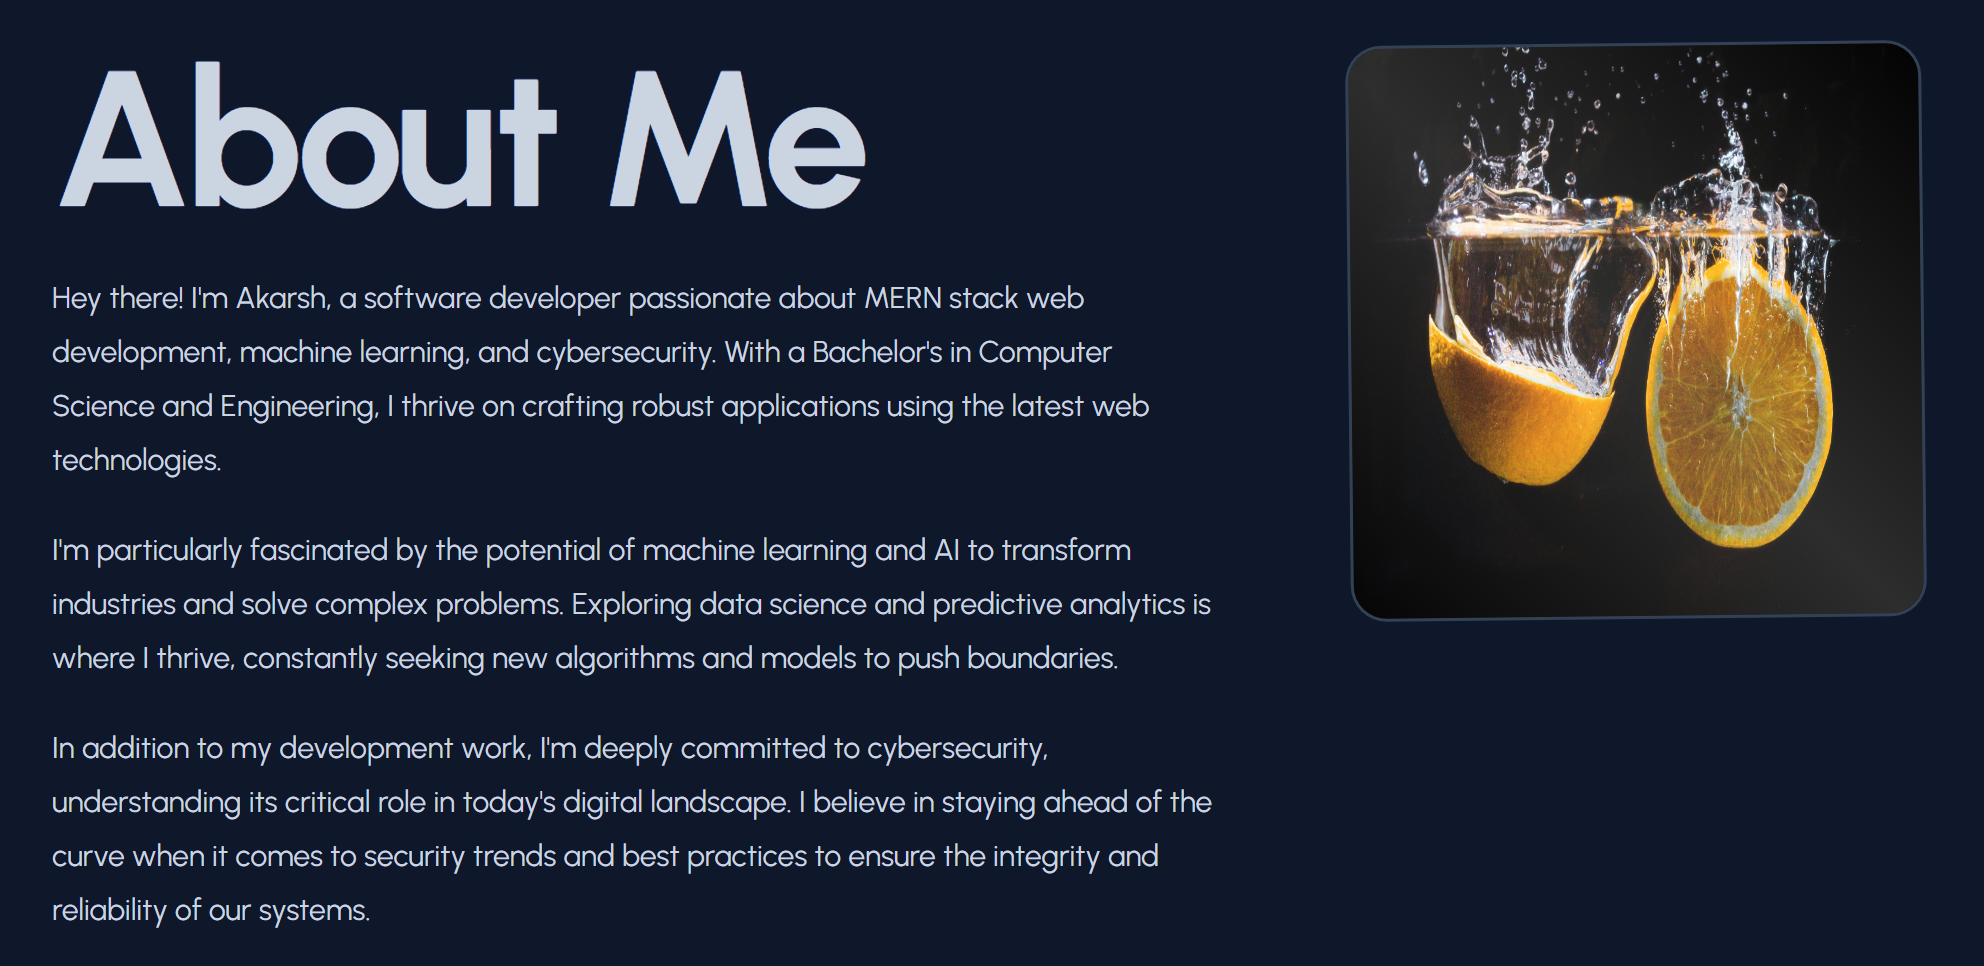 About Me
Hey there! I'm Akarsh, a software developer passionate about MERN stack web
development, machine learning, and cybersecurity. With a Bachelor's in Computer
Science and Engineering, I thrive on crafting robust applications using the latest web
technologies.
I'm particularly fascinated by the potential of machine learning and AI to transform
industries and solve complex problems. Exploring data science and predictive analytics is
where I thrive, constantly seeking new algorithms and models to push boundaries.
In addition to my development work, I'm deeply committed to cybersecurity,
understanding its critical role in today's digital landscape. I believe in staying ahead of the
curve when it comes to security trends and best practices to ensure the integrity and
reliability of our systems.